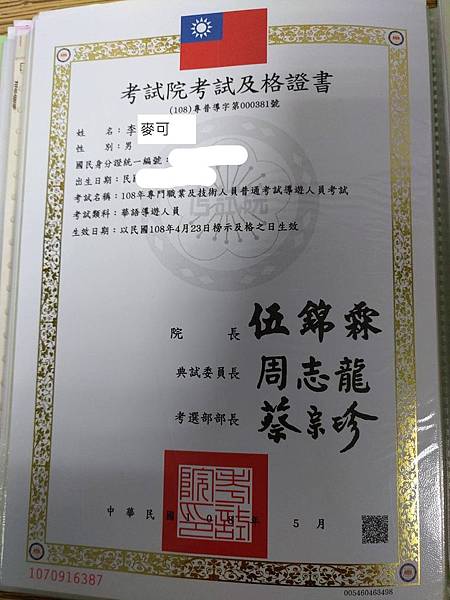 考試院考試及格證書
(108)專普導字第000381號
姓名：李麥可
性別：男
國民身分證統一編號：
出生日期：民
考試名稱：108年專門職業及技術人員普通考試導遊人員考試
考試類科：華語導遊人員
生效日期：以民國108年4月23日榜示及格之日生效
院長 伍錦霖
典試委員長 周志龍
考選部部長 蔡宗珍
考試院印
中華民國 年 5 月
1070916387
005460463498